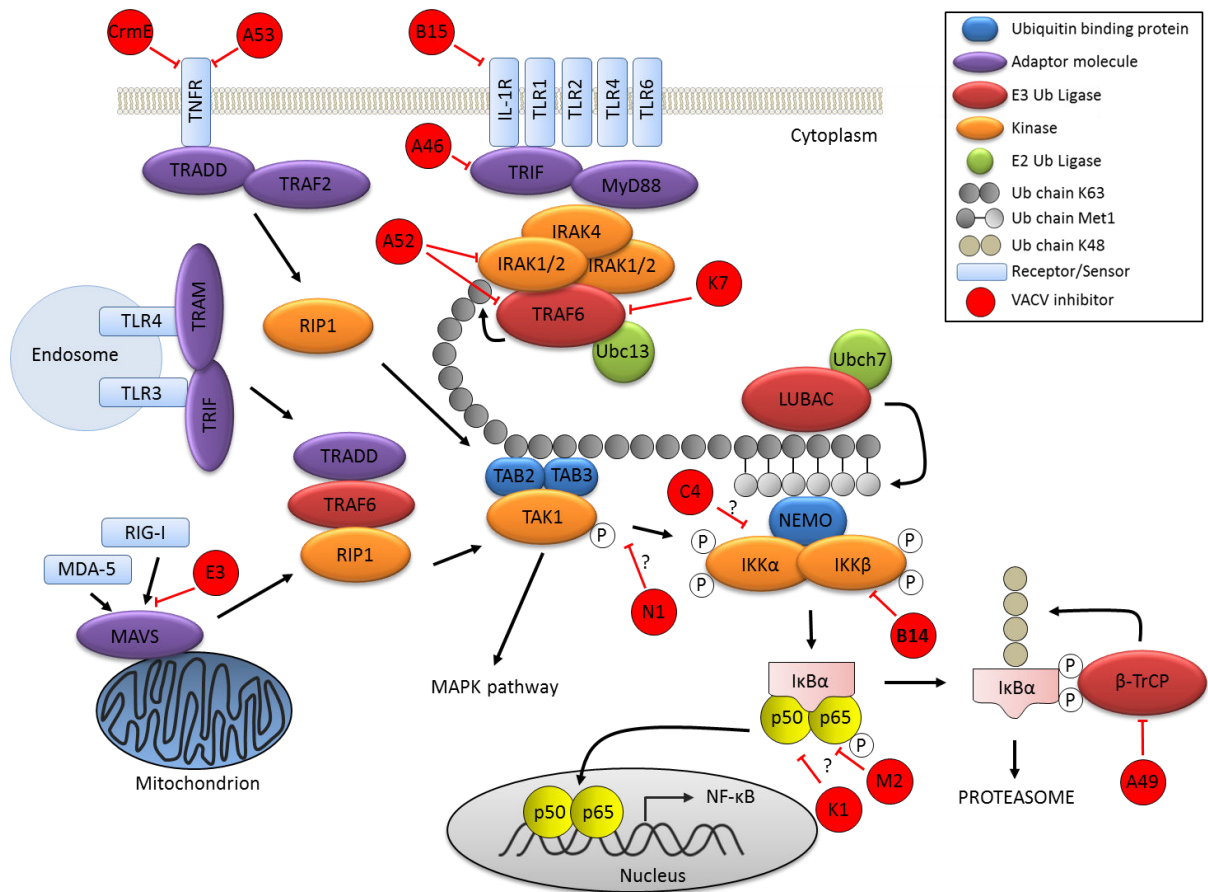 CrmE
A53
B15
TNFR
IL-1R
TLR1
TLR2
TLR4
TLR6
Cytoplasm
A46
TRADD
TRAF2
TRIF
MyD88
IRAK4
A52
IRAK1/2
IRAK1/2
K7
TRAF6
Ubc13
TRAM
TLR4
Endosome
TLR3
TRIF
RIP1
Ubch7
LUBAC
TRADD
TRAF6
RIP1
TAB2
TAB3
TAK1
P
C4
?
NEMO
P
P
IKKα
IKKβ
P
P
?
N1
B14
RIG-I
MDA-5
E3
MAVS
Mitochondrion
MAPK pathway
IκBα
p50
p65
P
?
M2
K1
IκBα
P
P
β-TrCP
A49
PROTEASOME
p50
p65
NF-κB
Nucleus
Ubiquitin binding protein
Adaptor molecule
E3 Ub Ligase
Kinase
E2 Ub Ligase
Ub chain K63
Ub chain Met1
Ub chain K48
Receptor/Sensor
VACV inhibitor